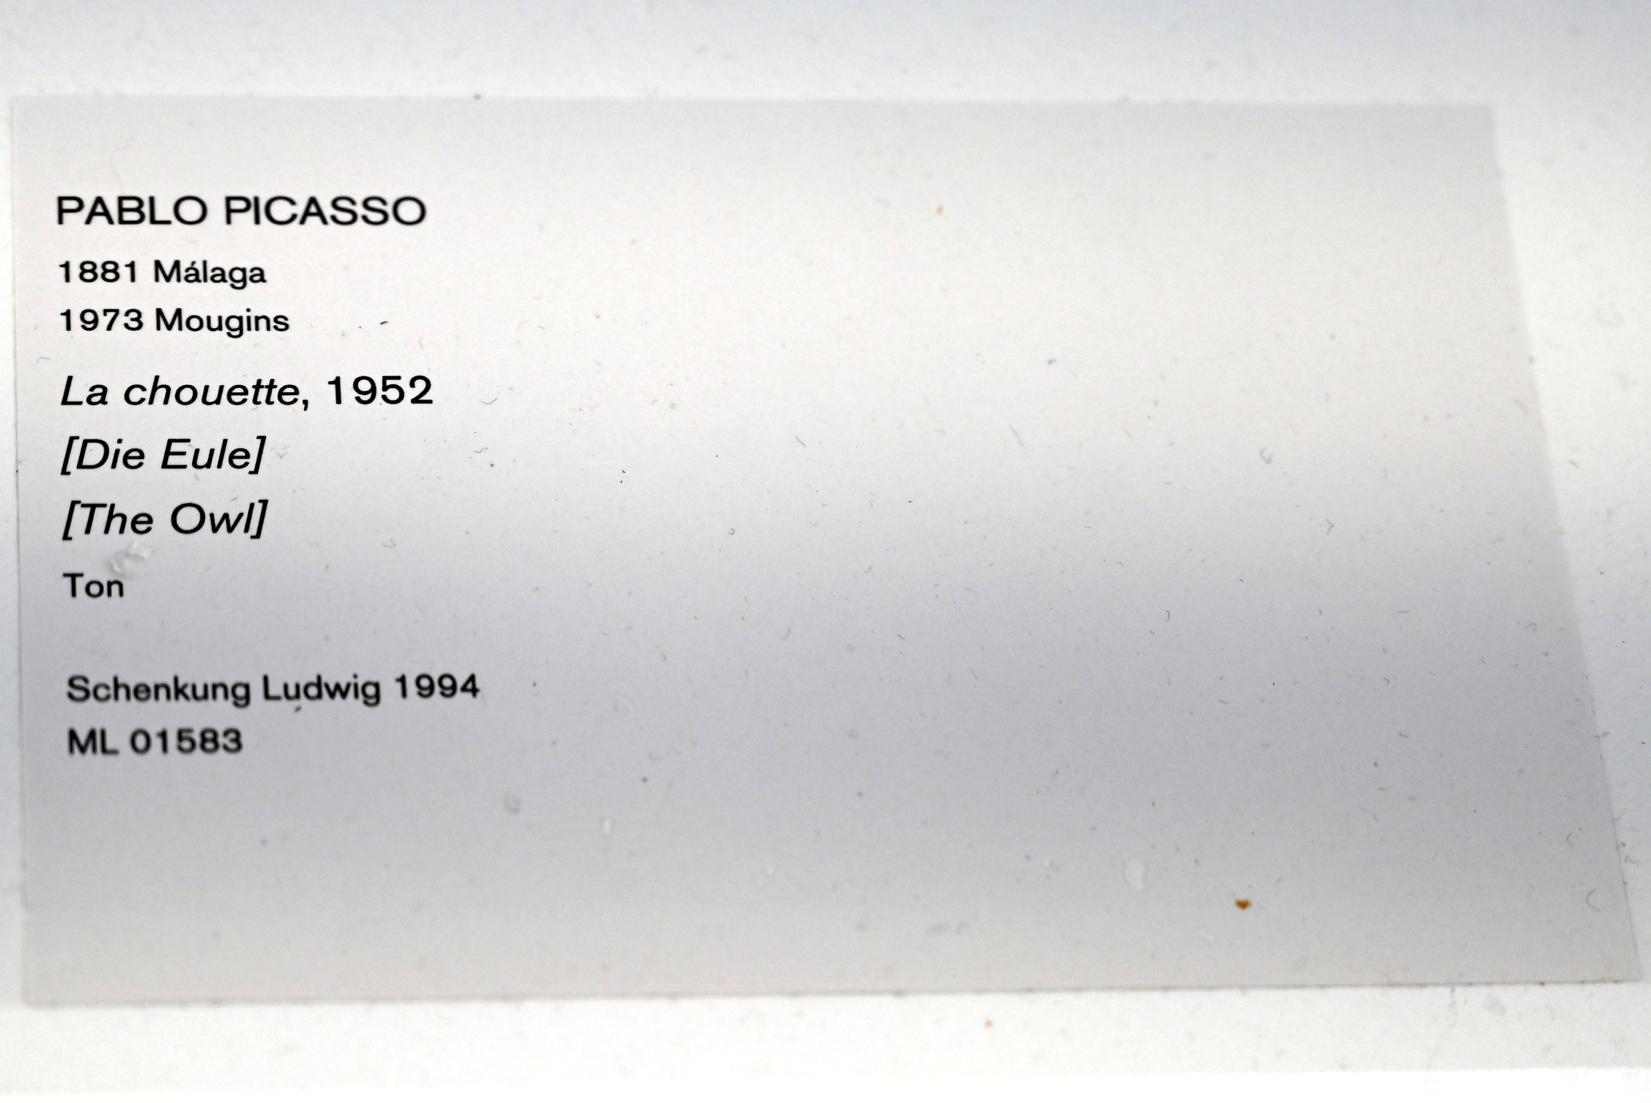 PABLO PICASSO
1881 Málaga
1973 Mougins
La chouette, 1952
[Die Eule]
[The Owl]
Ton
Schenkung Ludwig 1994
ML 01583